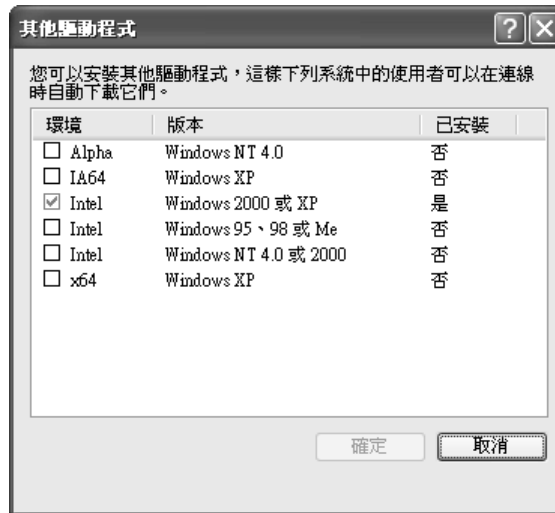 其他驅動程式
您可以安裝其他驅動程式，這樣下列系統中的使用者可以在連線
時自動下載它們。
環境 版本 已安裝
Alpha Windows NT 4.0 否
IA64 Windows XP 否
Intel Windows 2000 或 XP 是
Intel Windows 95、98 或 Me 否
Intel Windows NT 4.0 或 2000 否
x64 Windows XP 否
確定 取消